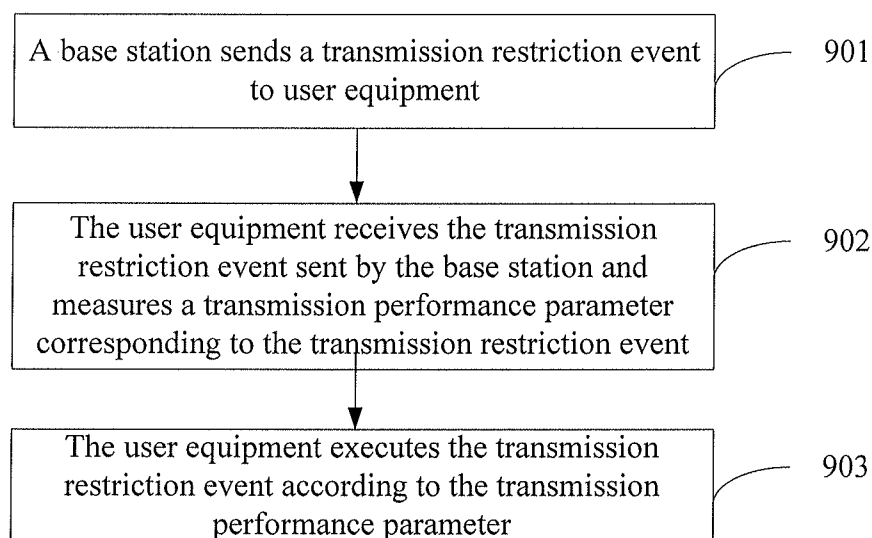 A base station sends a transmission restriction event
to user equipment
901
The user equipment receives the transmission
restriction event sent by the base station and
measures a transmission performance parameter
corresponding to the transmission restriction event
902
The user equipment executes the transmission
restriction event according to the transmission
performance parameter
903